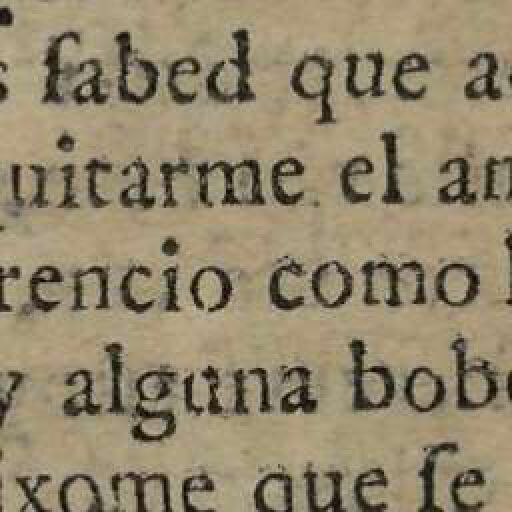 s ſabed que a
uitarme el an
rencio como
y alguna bob
ixome que ſe